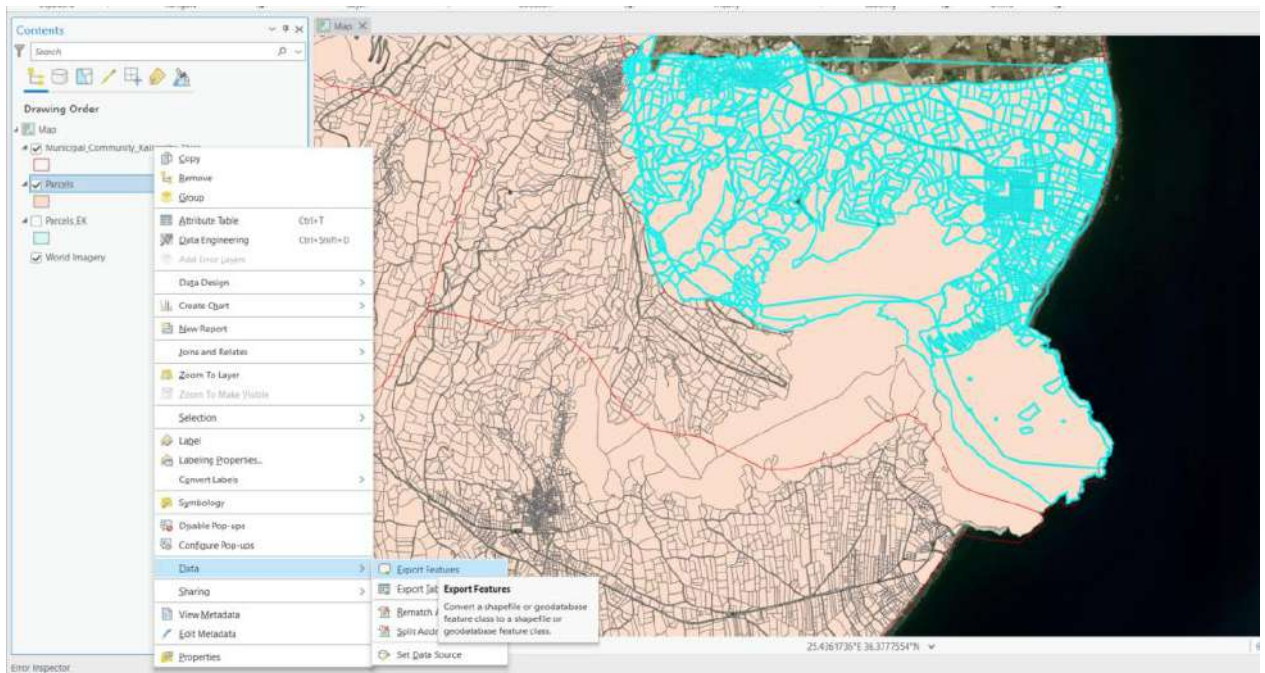 Contents
Map
Search
Drawing Order
Map
Parcels
Parcels_EK
World Imagery
Copy
Remove
Group
Attribute Table Ctrl+T
Data Engineering Ctrl+Shift+D
Add Error Layers
Data Design
Create Chart
New Report
Joins and Relates
Zoom To Layer
Zoom To Make Visible
Selection
Label
Labeling Properties...
Convert Labels
Symbology
Disable Pop-ups
Configure Pop-ups
Data
Sharing
View Metadata
Edit Metadata
Properties
Export Features
Export
Rematch
Split
Set Data Source
Export Features
Convert a shapefile or geodatabase
feature class to a shapefile or
geodatabase feature class.
25.4361736°E 36.3777554°N
Error Inspector